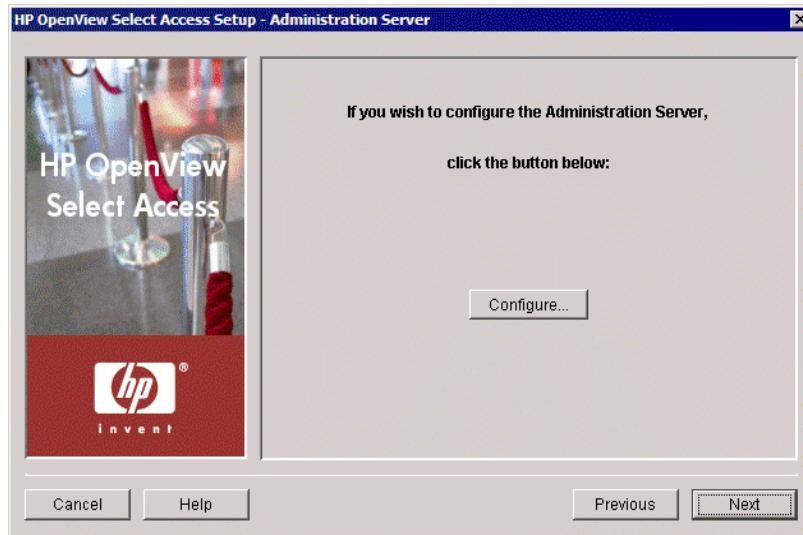 HP OpenView Select Access Setup - Administration Server
HP OpenView
Select Access
hp
®
invent
If you wish to configure the Administration Server,
click the button below:
Configure...
Cancel
Help
Previous
Next